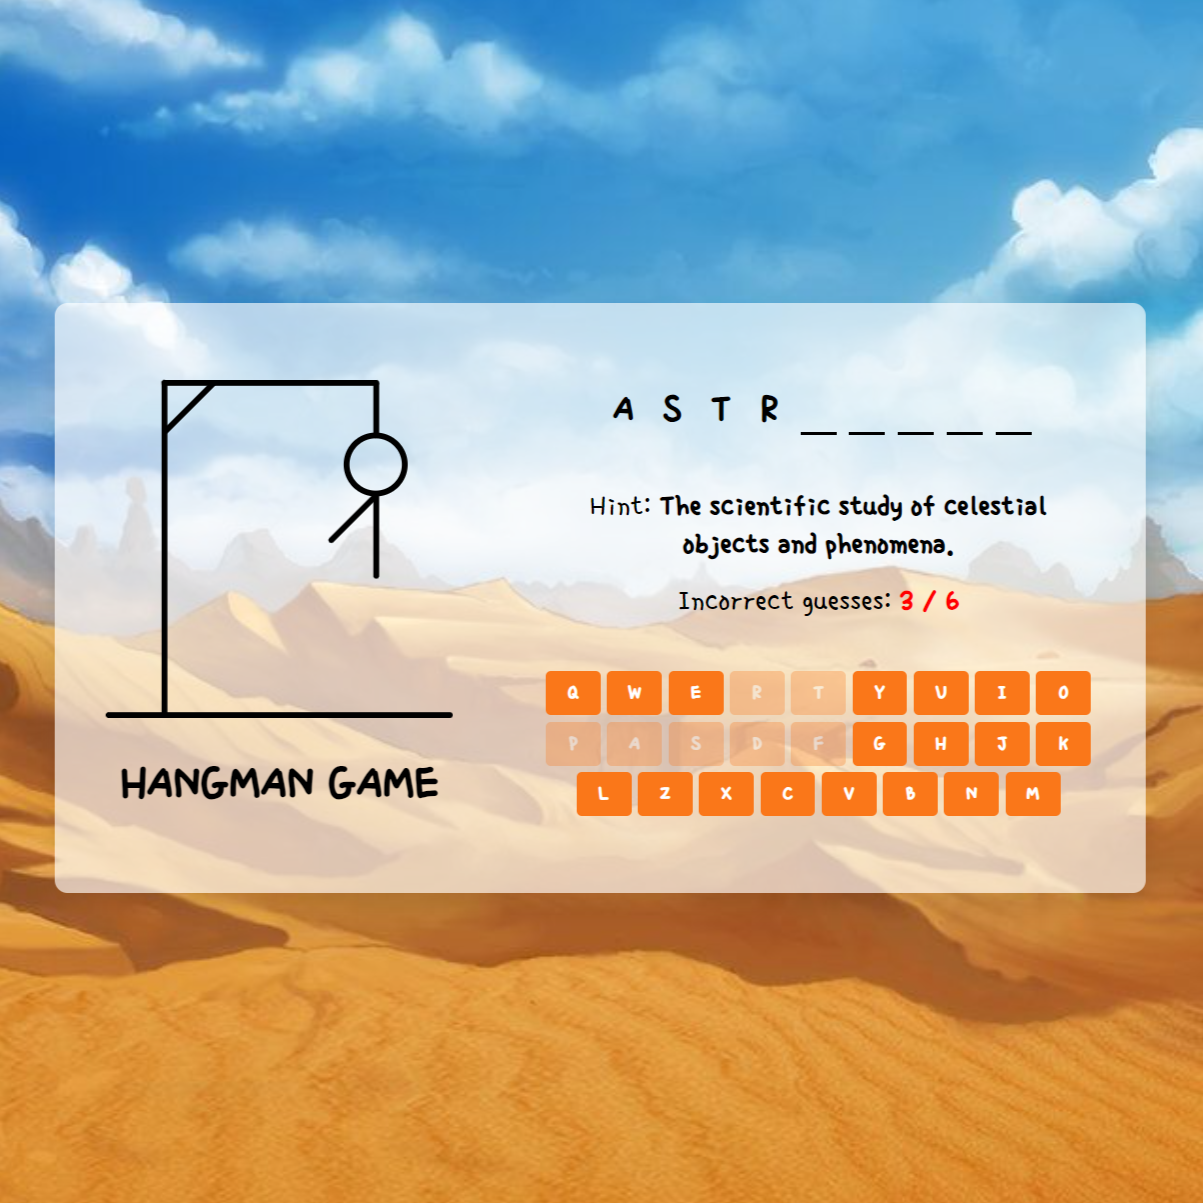 A S T R _ _ _ _ _
Hint: The scientific study of celestial
objects and phenomena.
Incorrect guesses: 3 / 6
Q W E R T Y U I O
P A S D F G H J K
L Z X C V B N M
HANGMAN GAME